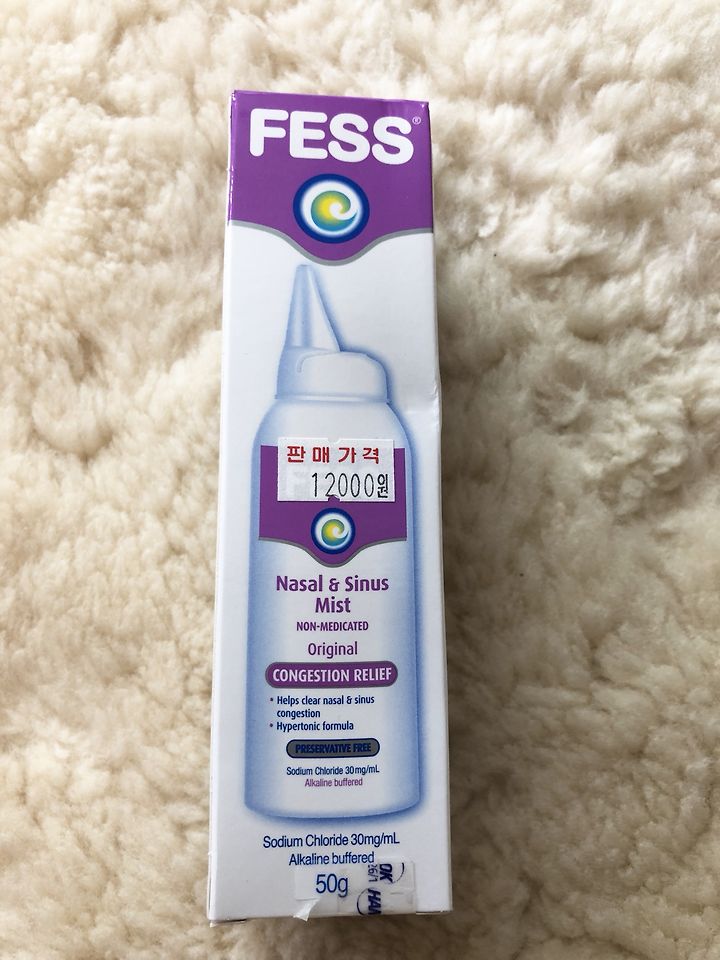 FESS®
판매가격
12000원
Nasal & Sinus
Mist
NON-MEDICATED
Original
CONGESTION RELIEF
* Helps clear nasal & sinus
congestion
* Hypertonic formula
PRESERVATIVE FREE
Sodium Chloride 30mg/mL
Alkaline buffered
Sodium Chloride 30mg/mL
Alkaline buffered
50g
OK